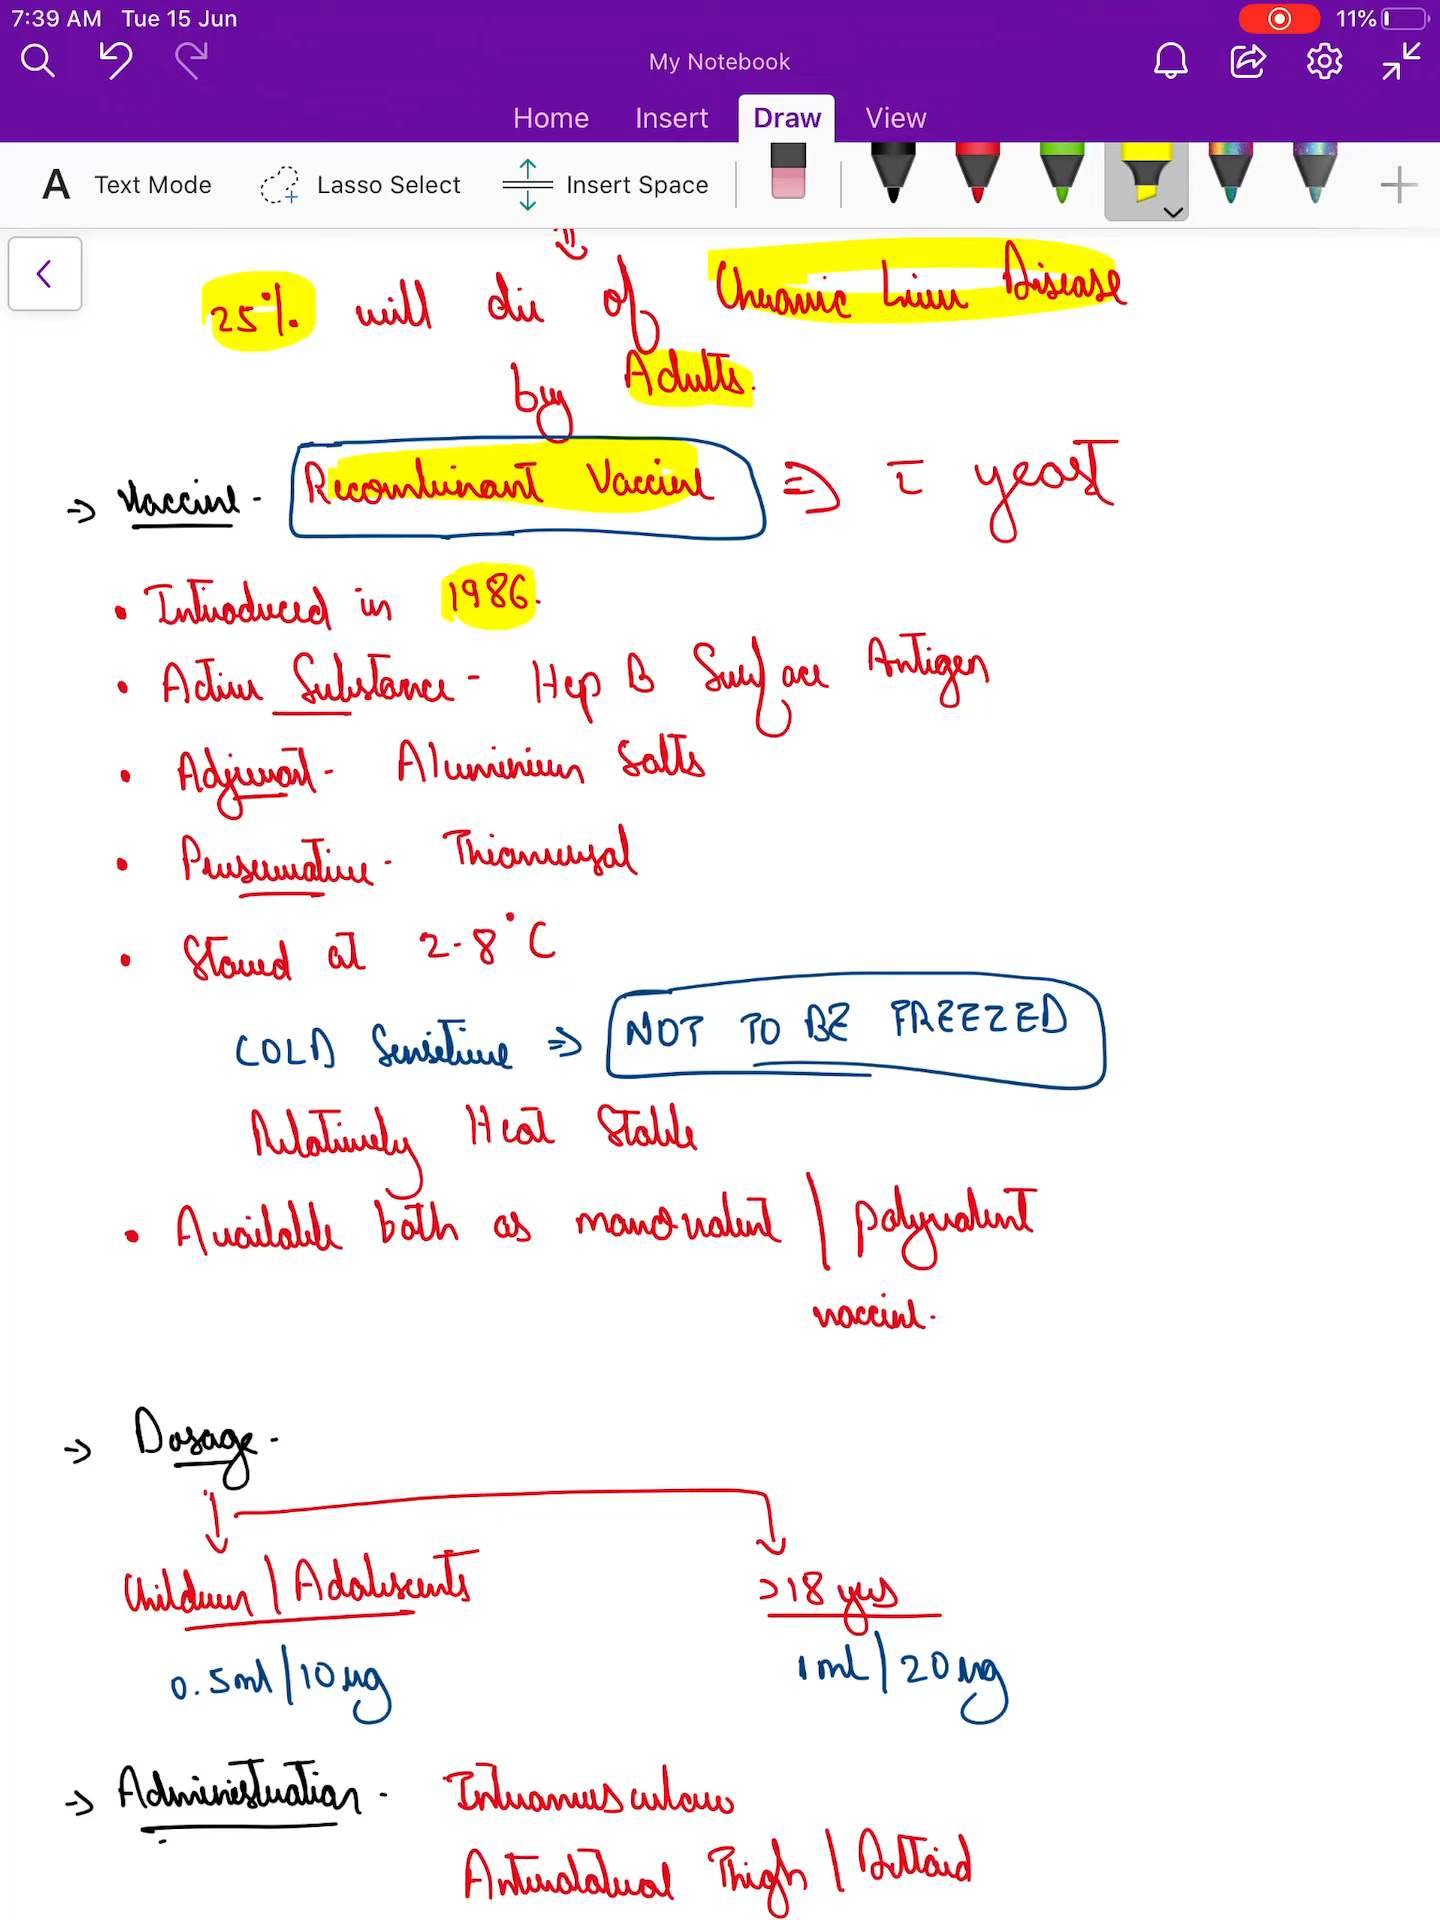 7:39 AM Tue 15 Jun 11%
My Notebook
Home Insert Draw View
A Text Mode Lasso Select Insert Space
25% will die of Chronic Liver Disease
by Adults.
=> Vaccine - Recombinant Vaccine => c̄ yeast
• Introduced in 1986.
• Active Substance - Hep B Surface Antigen
• Adjuvant - Aluminium Salts
• Preservative - Thiomersal
• Stored at 2-8°C
COLD Sensitive => NOT TO BE FREEZED
Relatively Heat Stable
• Available both as monovalent | polyvalent
vaccine.
=> Dosage -
Children | Adolescents >18 yrs
0.5ml/10 µg 1 ml/20 µg
=> Administration - Intramuscular
Anterolateral Thigh | Deltoid